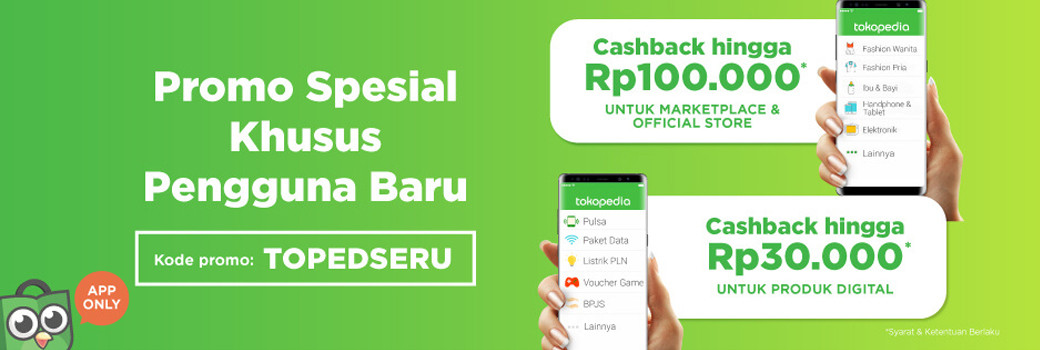 Promo Spesial
Khusus
Pengguna Baru
Kode promo: TOPEDSERU
APP
ONLY
Cashback hingga
Rp100.000*
UNTUK MARKETPLACE &
OFFICIAL STORE
tokopedia
Fashion Wanita
Fashion Pria
Ibu & Bayi
Handphone &
Tablet
Elektronik
Lainnya
tokopedia
Pulsa
Paket Data
Listrik PLN
Voucher Game
BPJS
Lainnya
Cashback hingga
Rp30.000*
UNTUK PRODUK DIGITAL
*Syarat & Ketentuan Berlaku